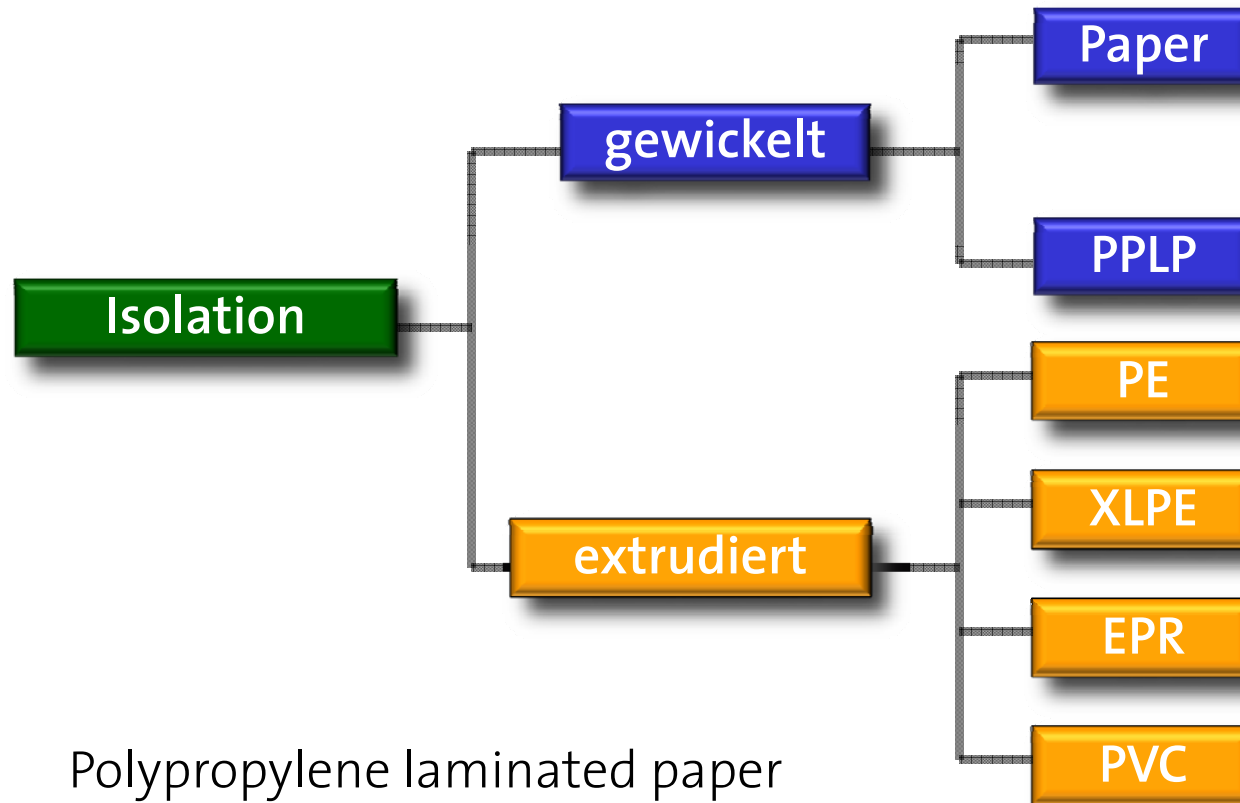 Paper
gewickelt
PPLP
Isolation
PE
XLPE
extrudiert
EPR
PVC
Polypropylene laminated paper